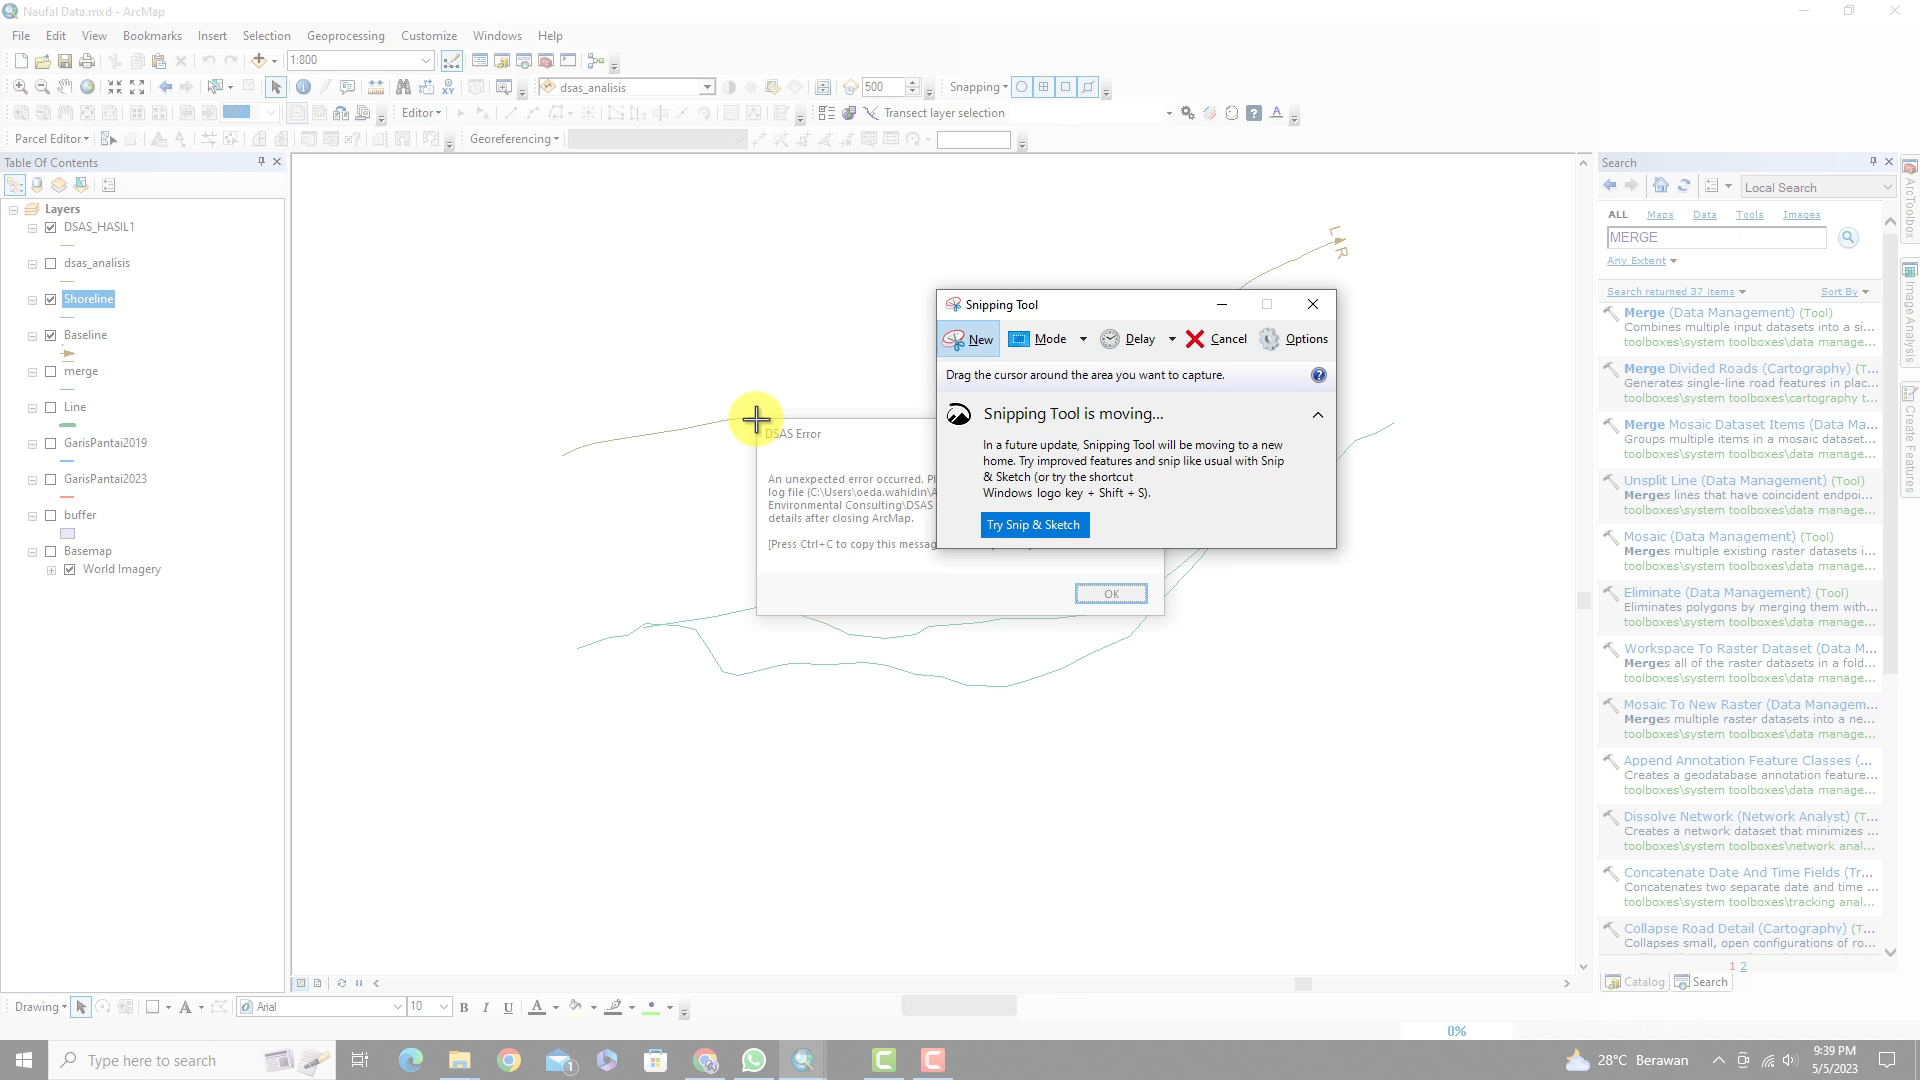 Naufal Data.mxd - ArcMap
File Edit View Bookmarks Insert Selection Geoprocessing Customize Windows Help
1:800
dsas_analisis
500
Snapping
Editor
Transect layer selection
Parcel Editor
Georeferencing
Table Of Contents
Layers
DSAS_HASIL1
dsas_analisis
Shoreline
Baseline
merge
Line
GarisPantai2019
GarisPantai2023
buffer
Basemap
World Imagery
L
R
DSAS Error
An unexpected error occurred.
log file (C:\Users\oeda.wahidin\
Environmental Consulting\DSAS
details after closing ArcMap.
[Press Ctrl+C to copy this messag
OK
Snipping Tool
New Mode Delay Cancel Options
Drag the cursor around the area you want to capture.
Snipping Tool is moving...
In a future update, Snipping Tool will be moving to a new
home. Try improved features and snip like usual with Snip
& Sketch (or try the shortcut
Windows logo key + Shift + S).
Try Snip & Sketch
Search
Local Search
ALL Maps Data Tools Images
MERGE
Any Extent
Search returned 37 items Sort By
Merge (Data Management) (Tool)
Combines multiple input datasets into a si...
toolboxes\system toolboxes\data manage...
Merge Divided Roads (Cartography) (T...
Generates single-line road features in plac...
toolboxes\system toolboxes\cartography t...
Merge Mosaic Dataset Items (Data Ma...
Groups multiple items in a mosaic dataset...
toolboxes\system toolboxes\data manage...
Unsplit Line (Data Management) (Tool)
Merges lines that have coincident endpoi...
toolboxes\system toolboxes\data manage...
Mosaic (Data Management) (Tool)
Merges multiple existing raster datasets i...
toolboxes\system toolboxes\data manage...
Eliminate (Data Management) (Tool)
Eliminates polygons by merging them with...
toolboxes\system toolboxes\data manage...
Workspace To Raster Dataset (Data M...
Merges all of the raster datasets in a fold...
toolboxes\system toolboxes\data manage...
Mosaic To New Raster (Data Managem...
Merges multiple raster datasets into a ne...
toolboxes\system toolboxes\data manage...
Append Annotation Feature Classes (...
Creates a geodatabase annotation feature...
toolboxes\system toolboxes\data manage...
Dissolve Network (Network Analyst) (T...
Creates a network dataset that minimizes ...
toolboxes\system toolboxes\network anal...
Concatenate Date And Time Fields (Tr...
Concatenates two separate date and time ...
toolboxes\system toolboxes\tracking anal...
Collapse Road Detail (Cartography) (T...
Collapses small, open configurations of ro...
1 2
Catalog Search
ArcToolbox
Image Analysis
Create Features
Drawing
A
Arial
10
B I U A
0%
Type here to search
1
28°C Berawan
9:39 PM
5/5/2023